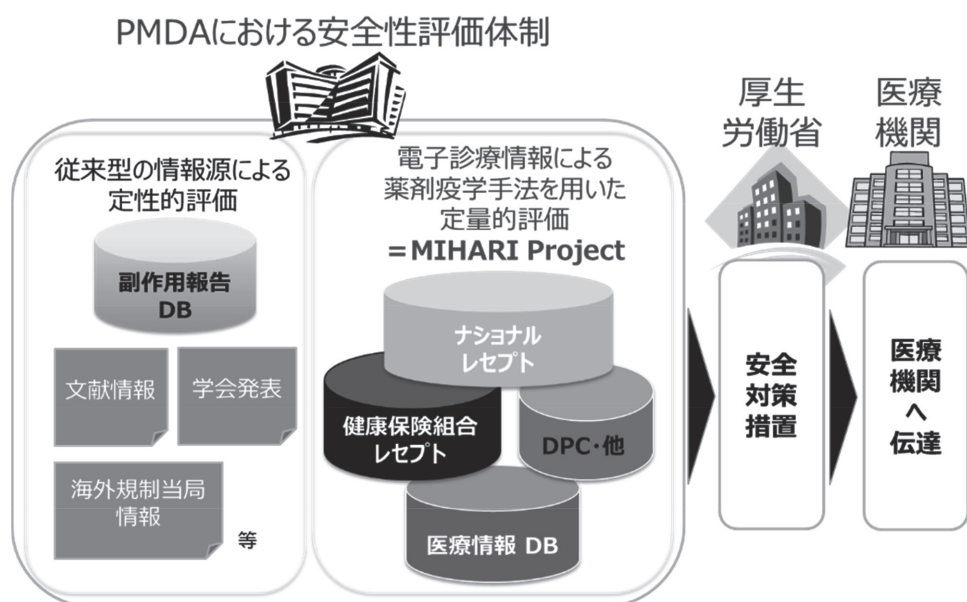 PMDAにおける安全性評価体制
従来型の情報源による
定性的評価
副作用報告
DB
文献情報
学会発表
海外規制当局
情報
等
電子診療情報による
薬剤疫学手法を用いた
定量的評価
=MIHARI Project
ナショナル
レセプト
健康保険組合
レセプト
DPC・他
医療情報 DB
厚生
労働省
安全
対策
措置
医療
機関
医療
機関
へ
伝達